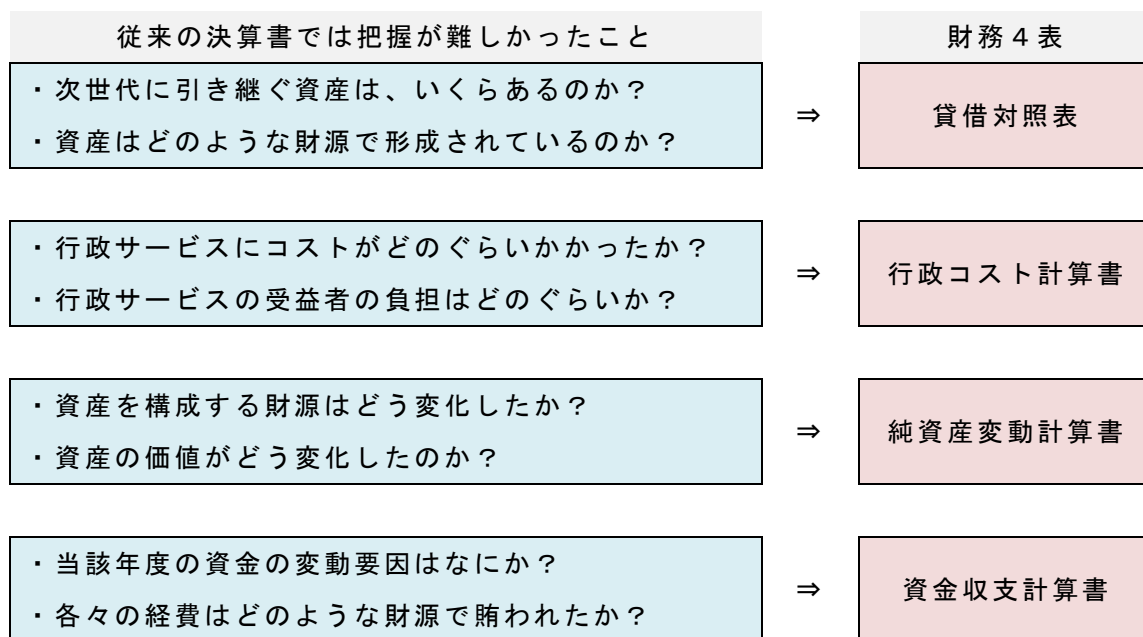 従来の決算書では把握が難しかったこと
財務４表
・次世代に引き継ぐ資産は、いくらあるのか？
・資産はどのような財源で形成されているのか？
⇒
貸借対照表
・行政サービスにコストがどのぐらいかかったか？
・行政サービスの受益者の負担はどのぐらいか？
⇒
行政コスト計算書
・資産を構成する財源はどう変化したか？
・資産の価値がどう変化したのか？
⇒
純資産変動計算書
・当該年度の資金の変動要因はなにか？
・各々の経費はどのような財源で賄われたか？
⇒
資金収支計算書